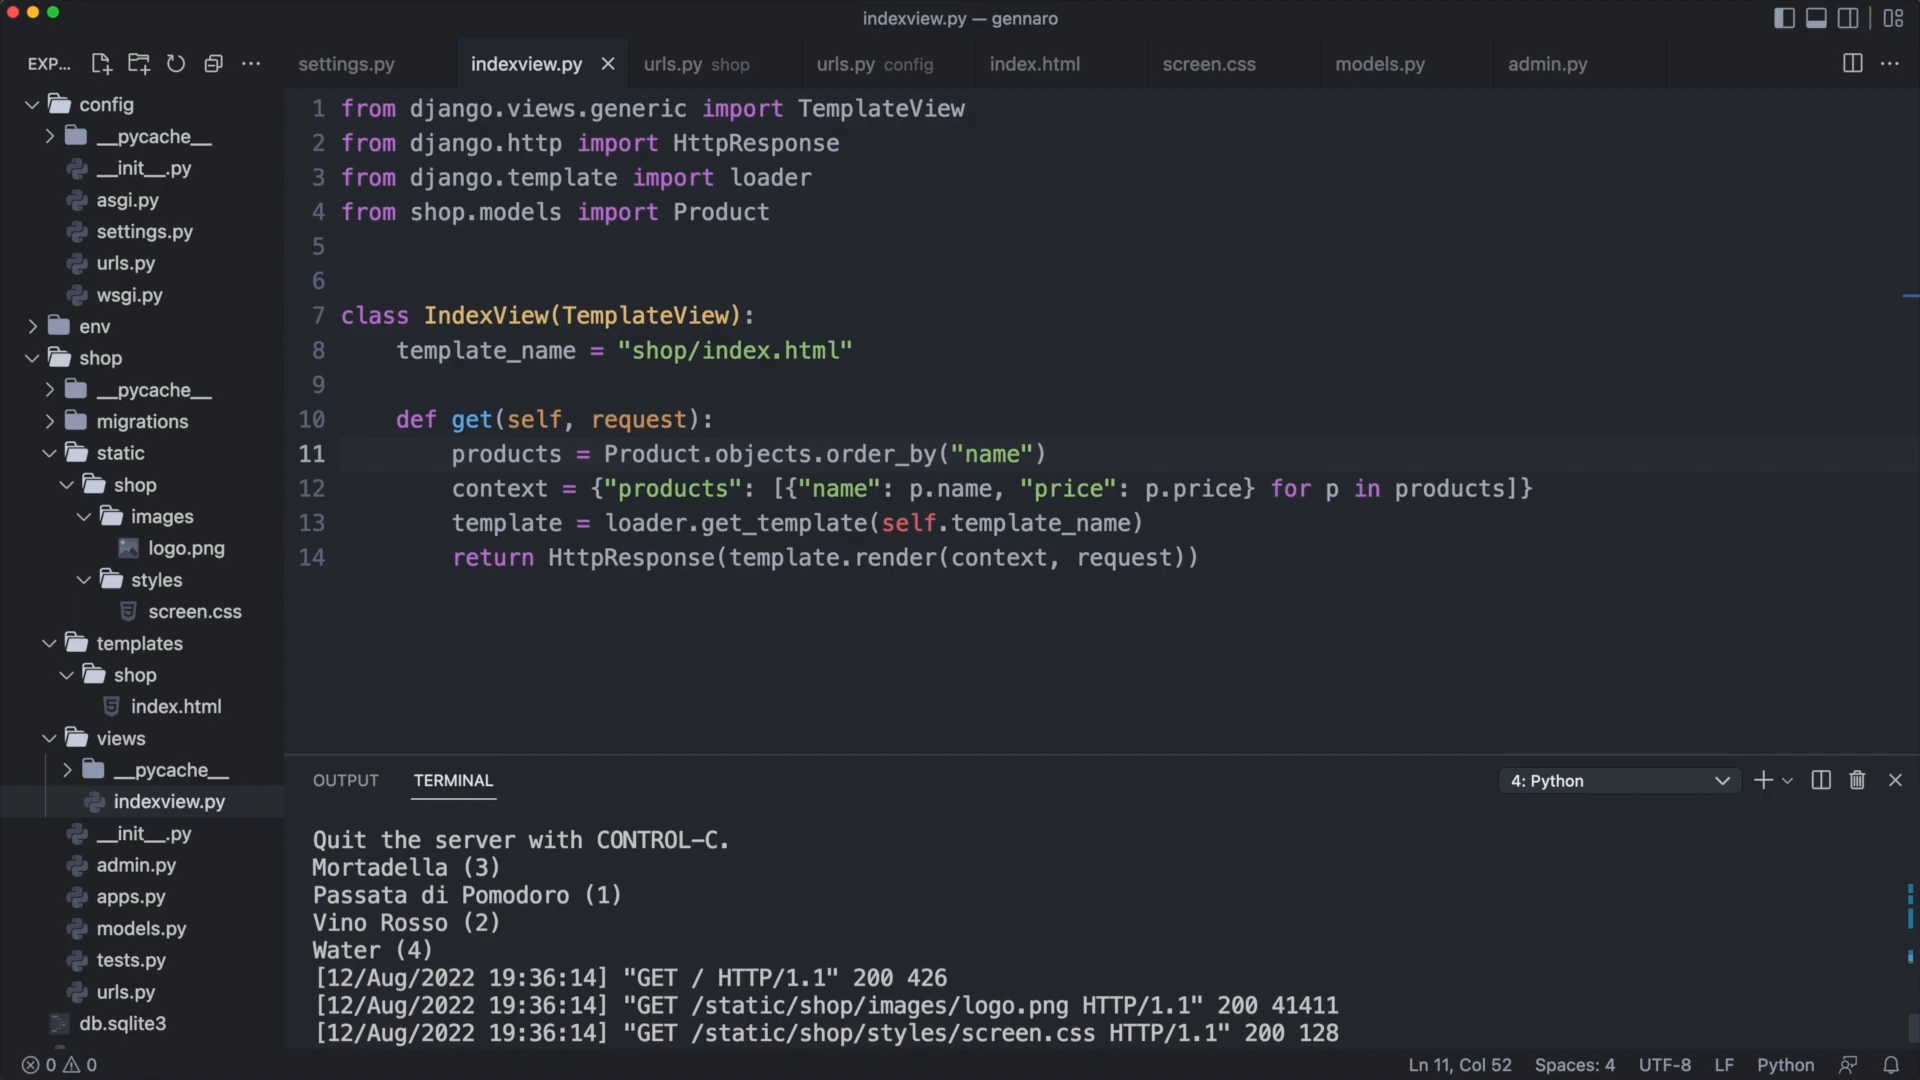 indexview.py — gennaro
EXP...
settings.py
indexview.py
urls.py shop
urls.py config
index.html
screen.css
models.py
admin.py
config
__pycache__
__init__.py
asgi.py
settings.py
urls.py
wsgi.py
env
shop
__pycache__
migrations
static
shop
images
logo.png
styles
screen.css
templates
shop
index.html
views
__pycache__
indexview.py
__init__.py
admin.py
apps.py
models.py
tests.py
urls.py
db.sqlite3
1 from django.views.generic import TemplateView
2 from django.http import HttpResponse
3 from django.template import loader
4 from shop.models import Product
5
6
7 class IndexView(TemplateView):
8     template_name = "shop/index.html"
9
10     def get(self, request):
11         products = Product.objects.order_by("name")
12         context = {"products": [{"name": p.name, "price": p.price} for p in products]}
13         template = loader.get_template(self.template_name)
14         return HttpResponse(template.render(context, request))
OUTPUT TERMINAL
4: Python
Quit the server with CONTROL-C.
Mortadella (3)
Passata di Pomodoro (1)
Vino Rosso (2)
Water (4)
[12/Aug/2022 19:36:14] "GET / HTTP/1.1" 200 426
[12/Aug/2022 19:36:14] "GET /static/shop/images/logo.png HTTP/1.1" 200 41411
[12/Aug/2022 19:36:14] "GET /static/shop/styles/screen.css HTTP/1.1" 200 128
0 0
Ln 11, Col 52 Spaces: 4 UTF-8 LF Python